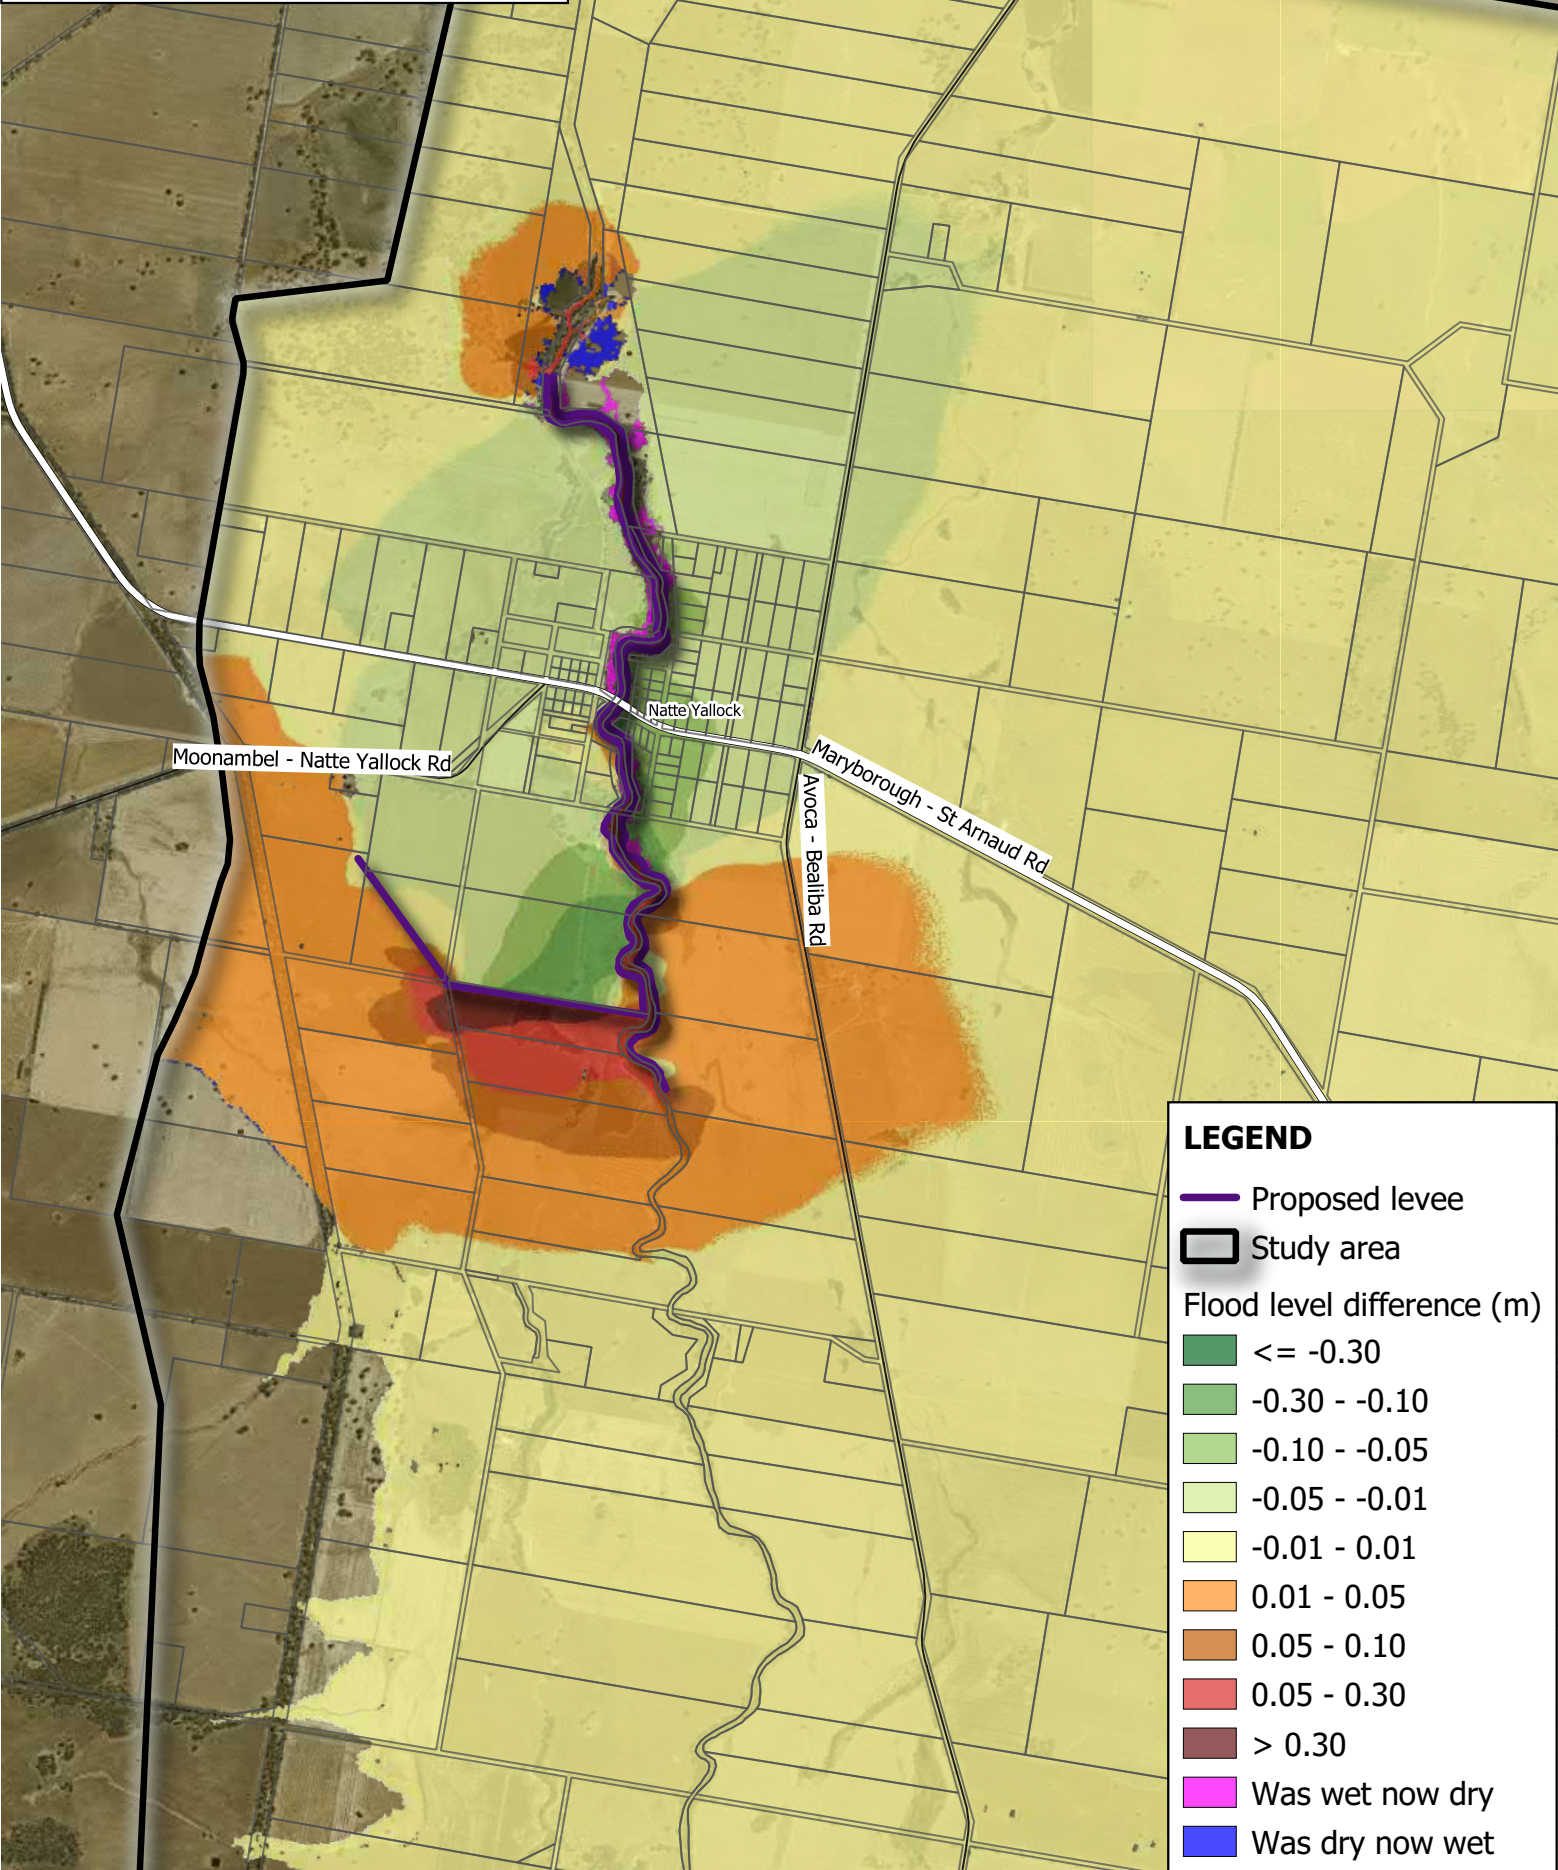 Natte Yallock
Moonambel - Natte Yallock Rd
Maryborough - St Arnaud Rd
Avoca - Bealiba Rd
LEGEND
Proposed levee
Study area
Flood level difference (m)
<= -0.30
-0.30 - -0.10
-0.10 - -0.05
-0.05 - -0.01
-0.01 - 0.01
0.01 - 0.05
0.05 - 0.10
0.05 - 0.30
> 0.30
Was wet now dry
Was dry now wet